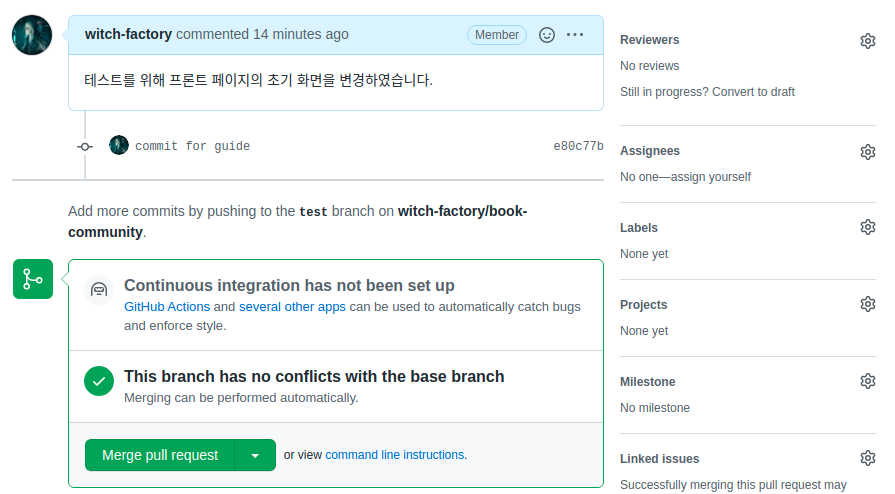 witch-factory commented 14 minutes ago
Member
테스트를 위해 프론트 페이지의 초기 화면을 변경하였습니다.
commit for guide
e80c77b
Add more commits by pushing to the test branch on witch-factory/book-
community.
Continuous integration has not been set up
GitHub Actions and several other apps can be used to automatically catch bugs
and enforce style.
This branch has no conflicts with the base branch
Merging can be performed automatically.
Merge pull request
or view command line instructions.
Reviewers
No reviews
Still in progress? Convert to draft
Assignees
No one—assign yourself
Labels
None yet
Projects
None yet
Milestone
No milestone
Linked issues
Successfully merging this pull request may